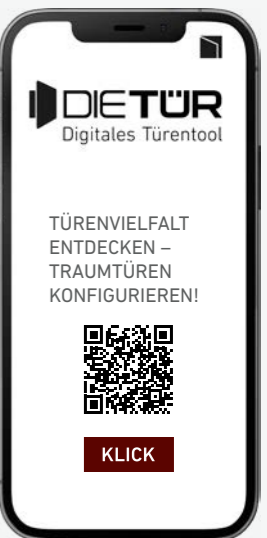 DIETÜR
Digitales Türentool
TÜRENVIELFALT
ENTDECKEN –
TRAUMTÜREN
KONFIGURIEREN!
KLICK